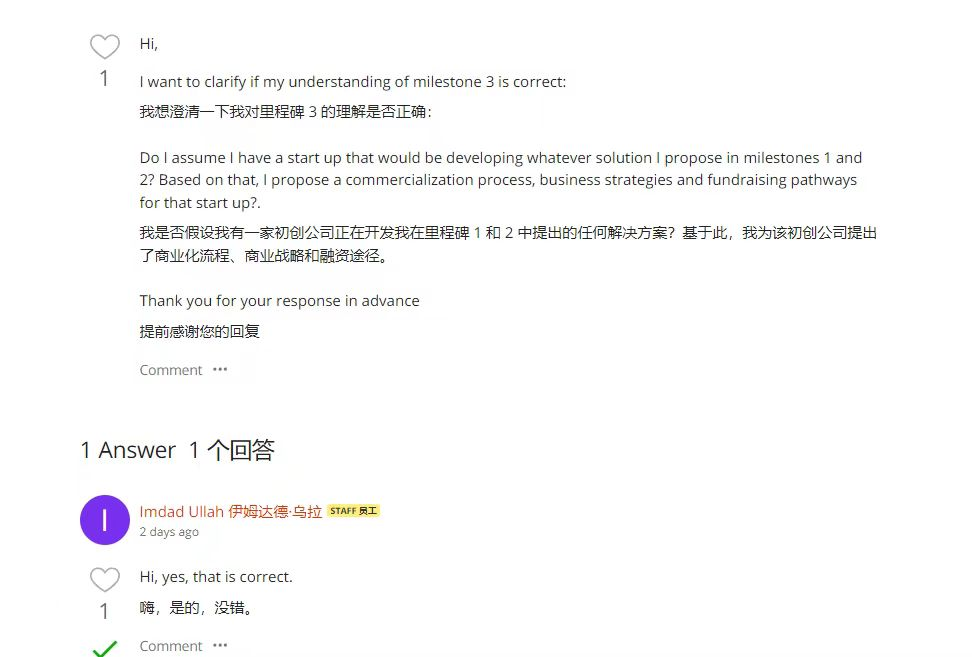 Hi,
1
I want to clarify if my understanding of milestone 3 is correct:
我想澄清一下我对里程碑 3 的理解是否正确：
Do I assume I have a start up that would be developing whatever solution I propose in milestones 1 and
2? Based on that, I propose a commercialization process, business strategies and fundraising pathways
for that start up?.
我是否假设我有一家初创公司正在开发我在里程碑 1 和 2 中提出的任何解决方案？基于此，我为该初创公司提出
了商业化流程、商业战略和融资途径。
Thank you for your response in advance
提前感谢您的回复
Comment ···
1 Answer 1 个回答
I
Imdad Ullah 伊姆达德·乌拉 STAFF 员工
2 days ago
Hi, yes, that is correct.
1
嗨，是的，没错。
Comment ···